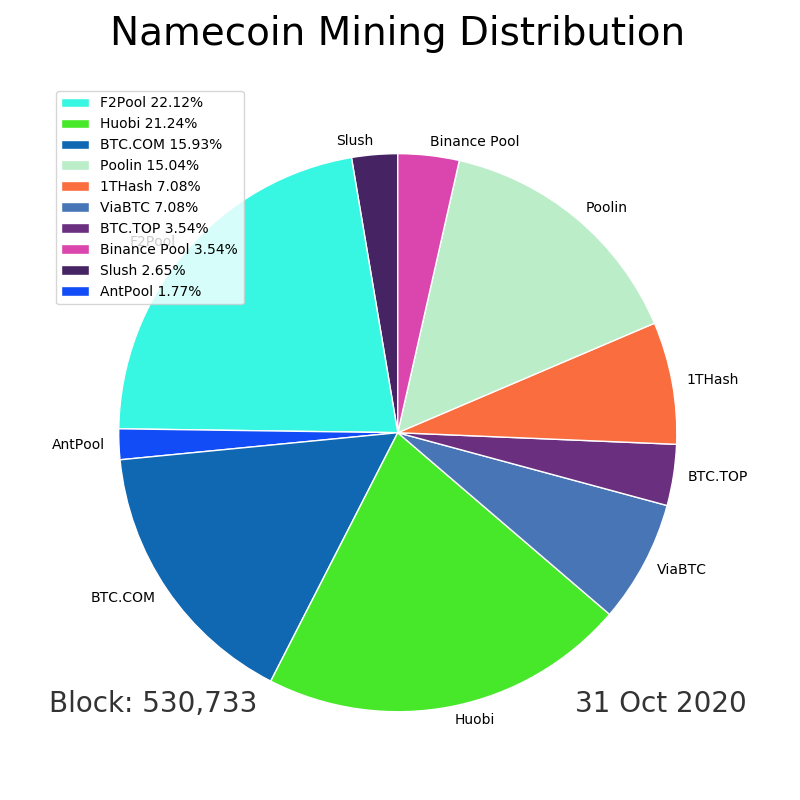 Namecoin Mining Distribution
F2Pool 22.12%
Huobi 21.24%
BTC.COM 15.93%
Poolin 15.04%
1THash 7.08%
ViaBTC 7.08%
BTC.TOP 3.54%
Binance Pool 3.54%
Slush 2.65%
AntPool 1.77%
F2Pool
Slush
Binance Pool
Poolin
1THash
AntPool
BTC.TOP
ViaBTC
BTC.COM
Huobi
Block: 530,733
31 Oct 2020